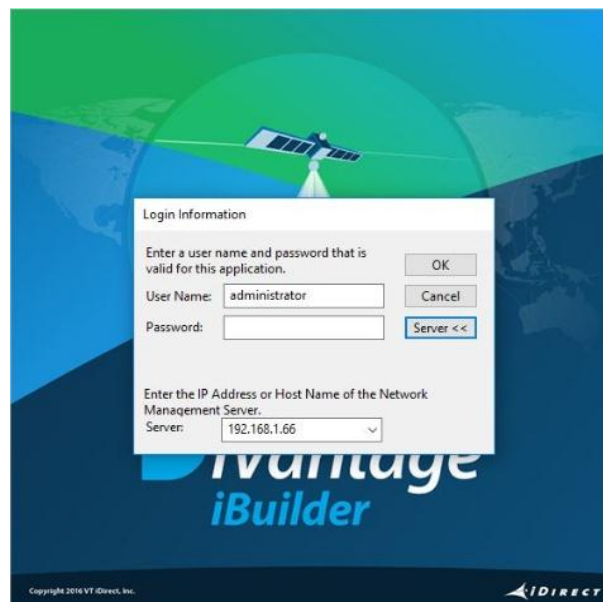 Login Information
Enter a user name and password that is
valid for this application.
OK
User Name: administrator
Cancel
Password:
Server <<
Enter the IP Address or Host Name of the Network
Management Server.
Server: 192.168.1.66
iBuilder
Copyright 2016 VT iDirect, Inc.
iDIRECT